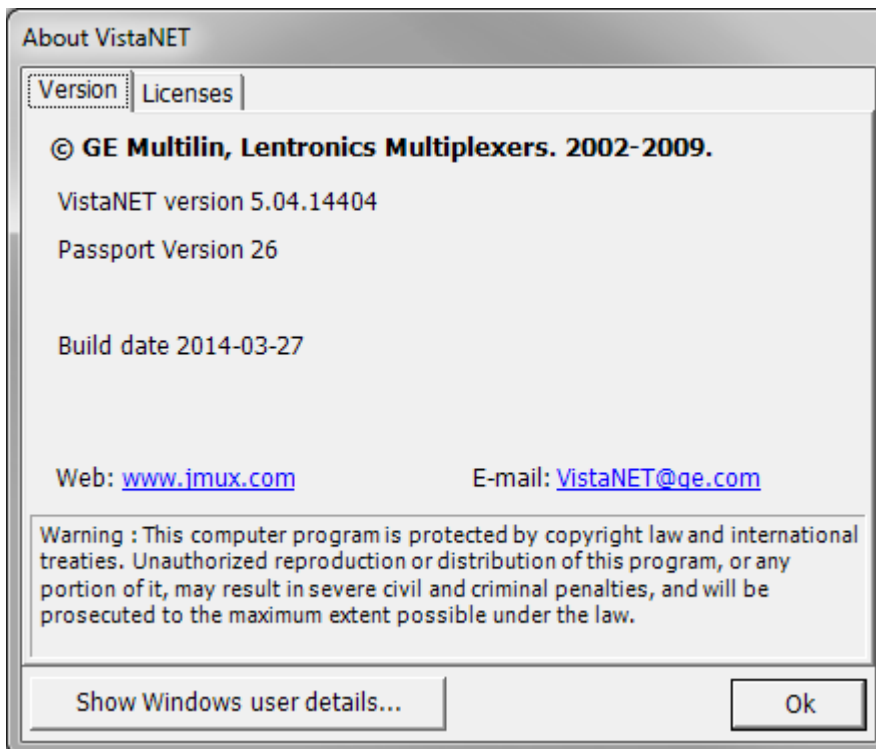 About VistaNET
Version
Licenses
© GE Multilin, Lentronics Multiplexers. 2002-2009.
VistaNET version 5.04.14404
Passport Version 26
Build date 2014-03-27
Web: www.jmux.com
E-mail: VistaNET@ge.com
Warning : This computer program is protected by copyright law and international
treaties. Unauthorized reproduction or distribution of this program, or any
portion of it, may result in severe civil and criminal penalties, and will be
prosecuted to the maximum extent possible under the law.
Show Windows user details...
Ok